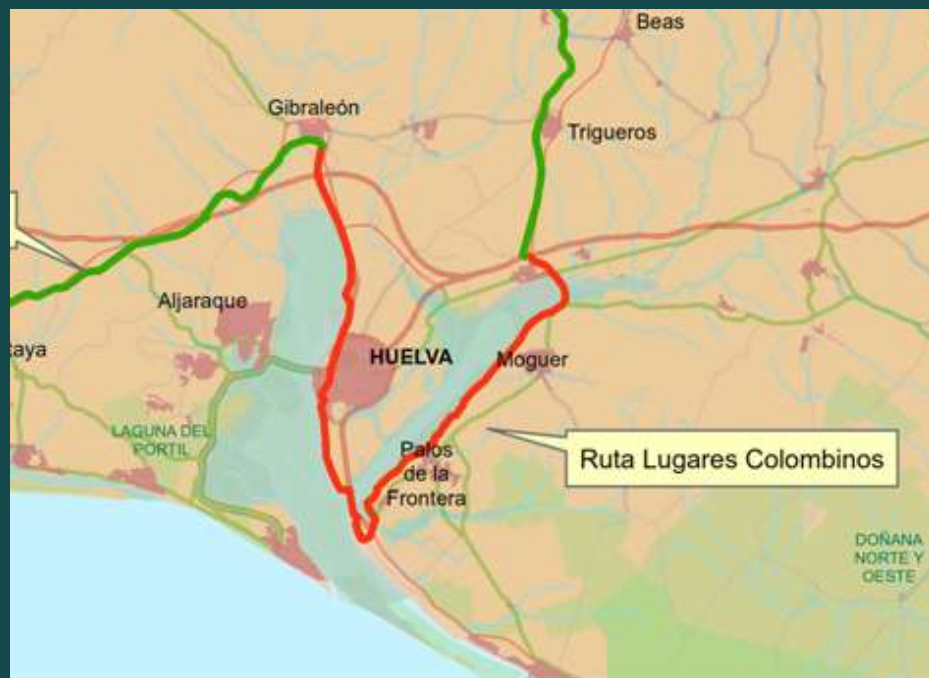 Beas
Gibraleón
Trigueros
Aljaraque
taya
HUELVA
Moguer
LAGUNA DEL
PORTIL
Palos
de la
Frontera
Ruta Lugares Colombinos
DOÑANA
NORTE Y
OESTE